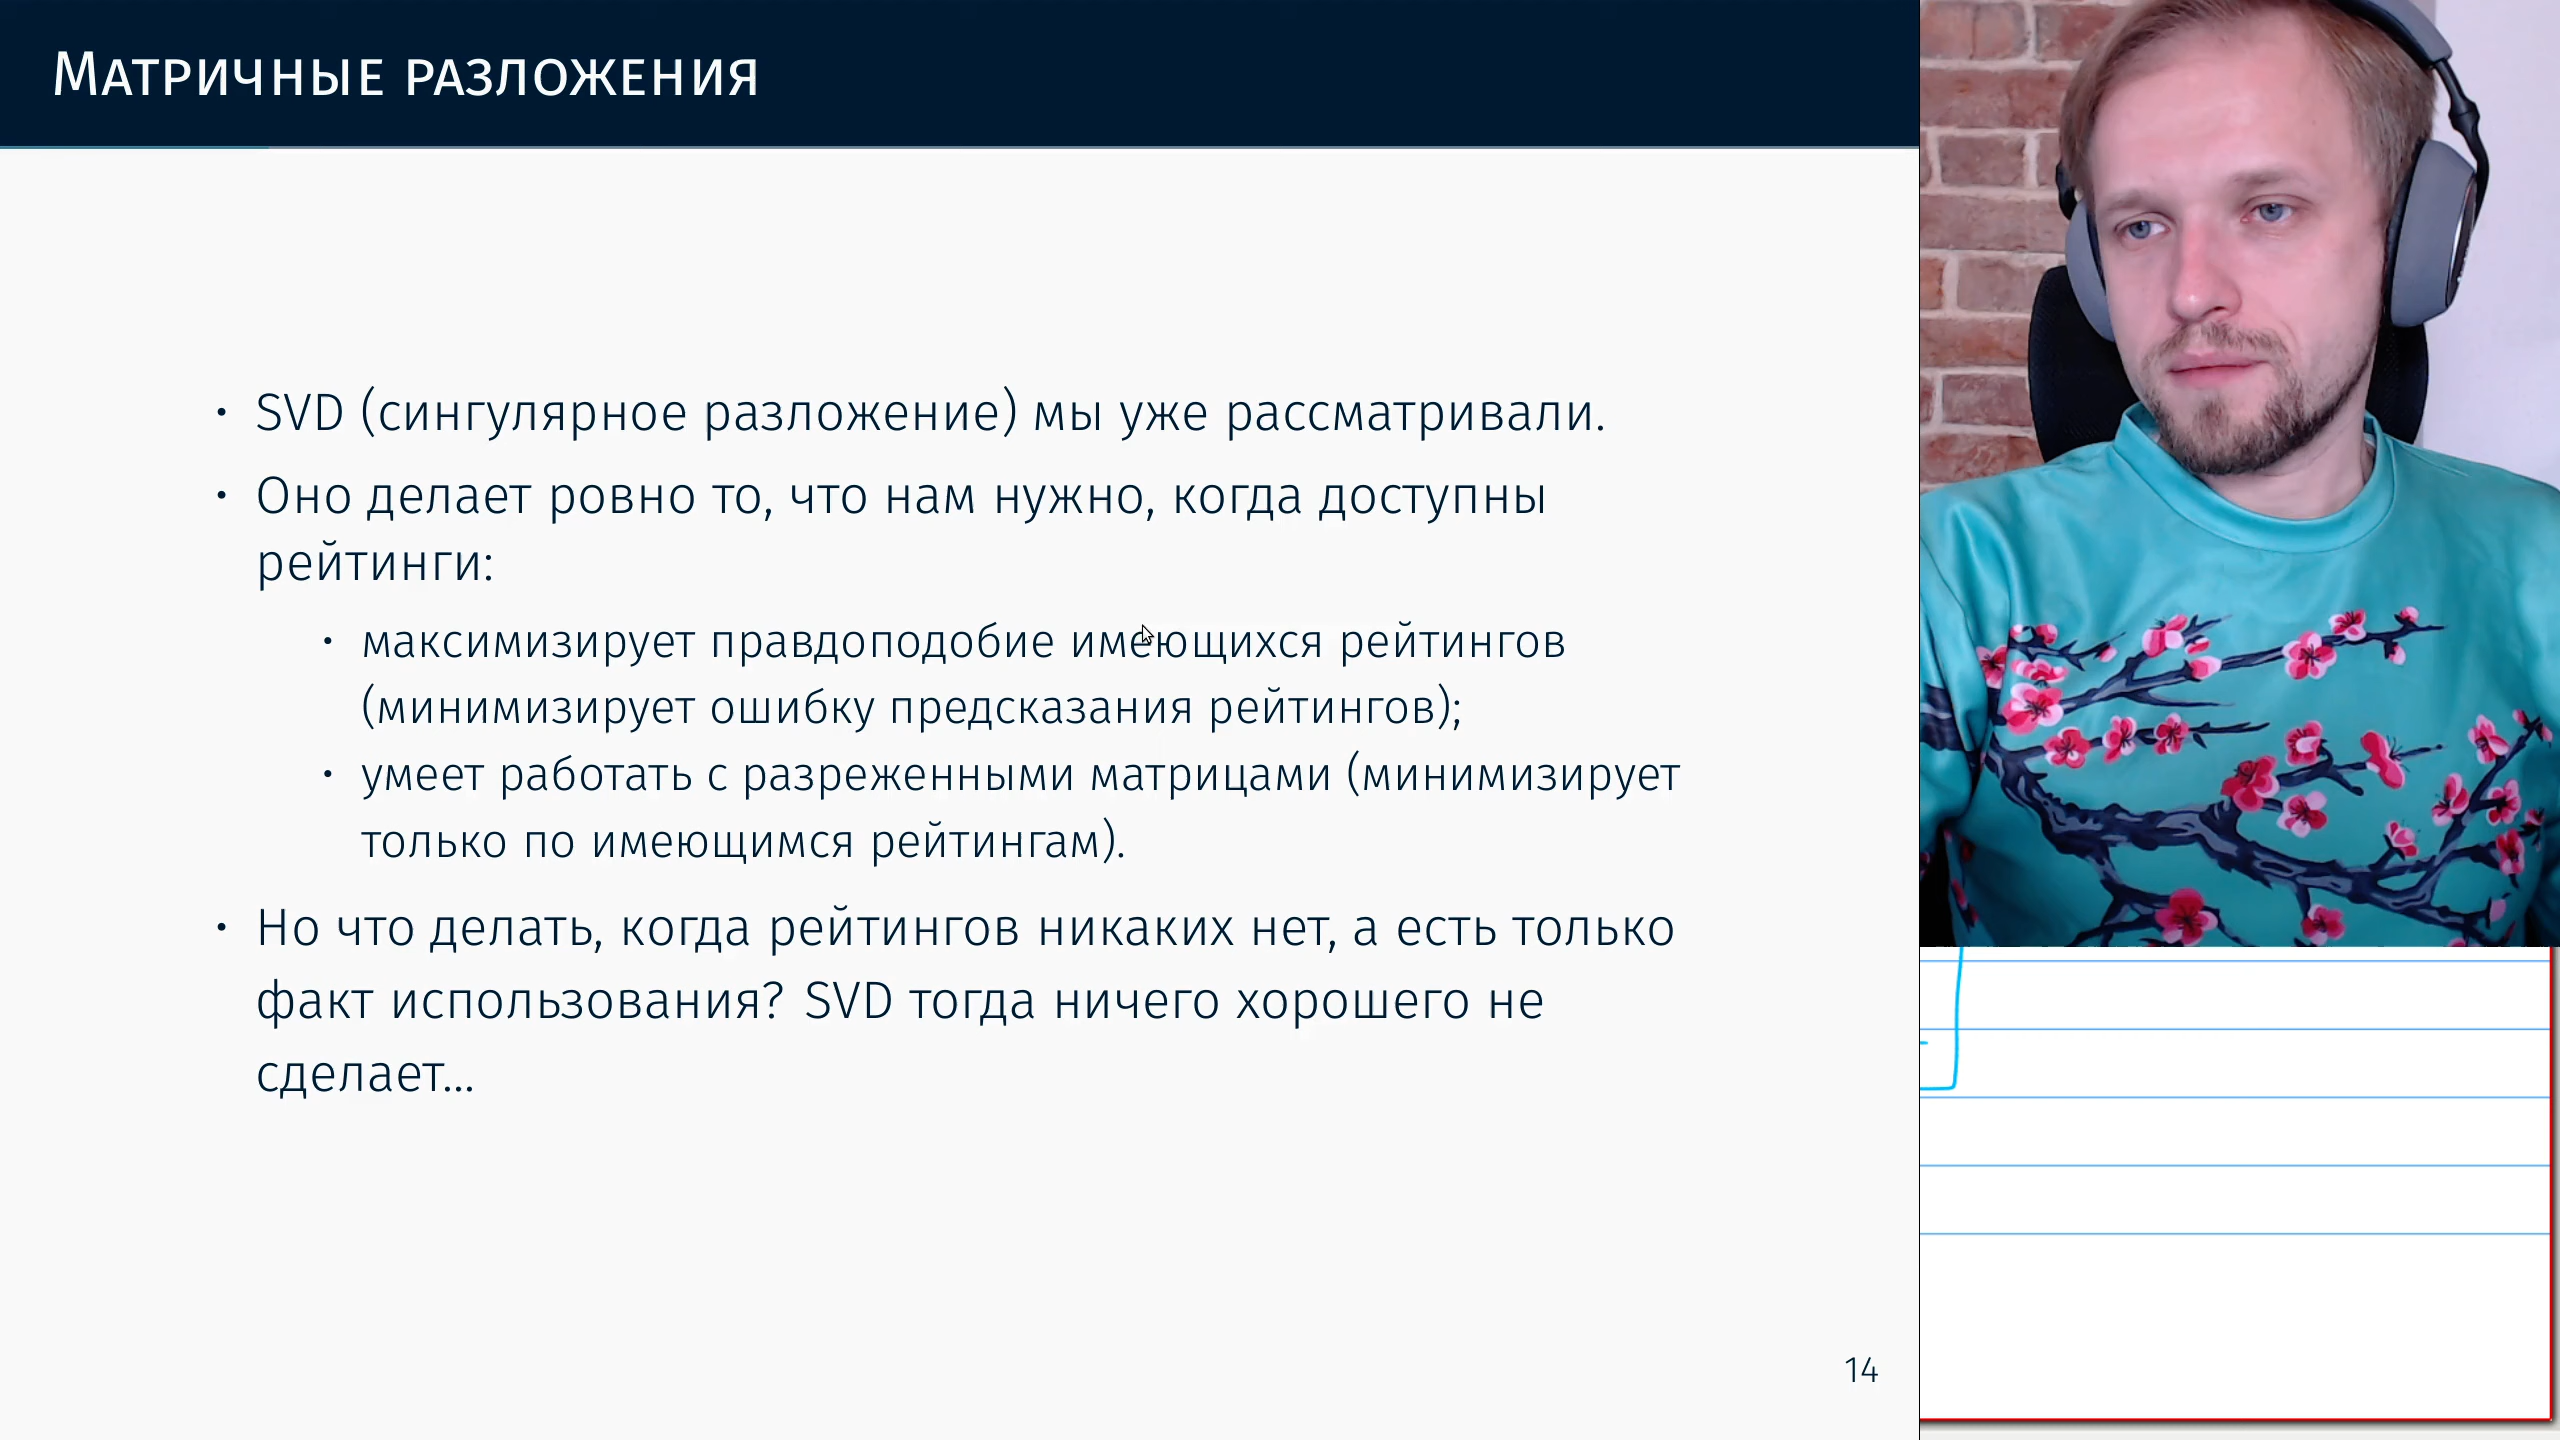 Матричные разложения
• SVD (сингулярное разложение) мы уже рассматривали.
• Оно делает ровно то, что нам нужно, когда доступны
рейтинги:
• максимизирует правдоподобие имеющихся рейтингов
(минимизирует ошибку предсказания рейтингов);
• умеет работать с разреженными матрицами (минимизирует
только по имеющимся рейтингам).
• Но что делать, когда рейтингов никаких нет, а есть только
факт использования? SVD тогда ничего хорошего не
сделает...
14